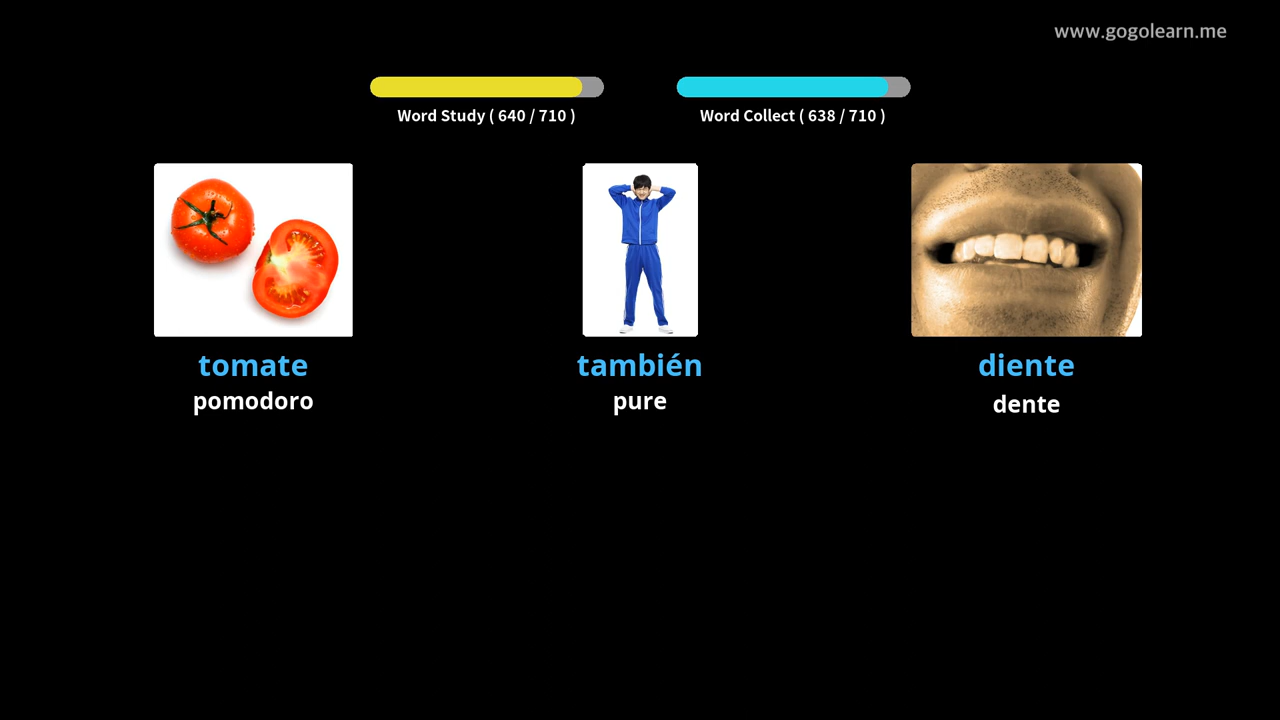 www.gogolearn.me
Word Study ( 640 / 710 )
Word Collect ( 638 / 710 )
tomate
pomodoro
también
pure
diente
dente